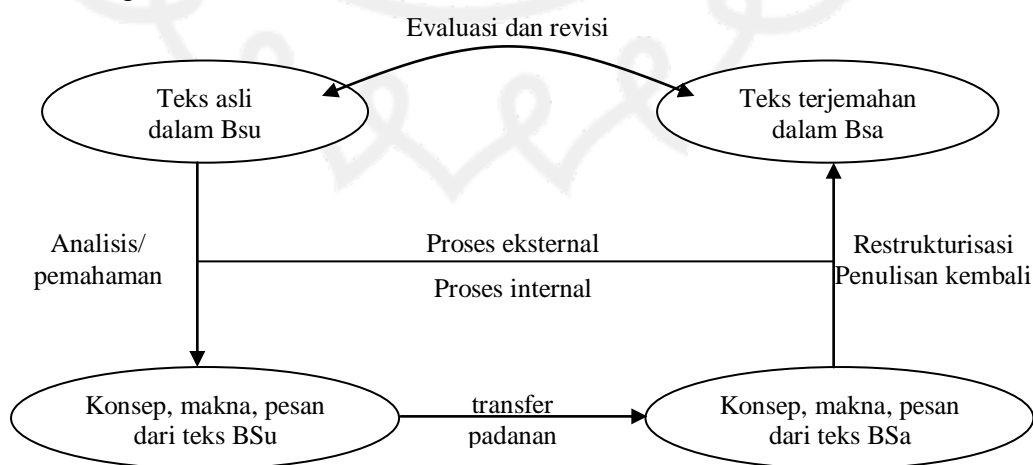 Evaluasi dan revisi
Teks asli
dalam Bsu
Teks terjemahan
dalam Bsa
Analisis/
pemahaman
Proses eksternal
Proses internal
Restrukturisasi
Penulisan kembali
Konsep, makna, pesan
dari teks BSu
transfer
padanan
Konsep, makna, pesan
dari teks BSa